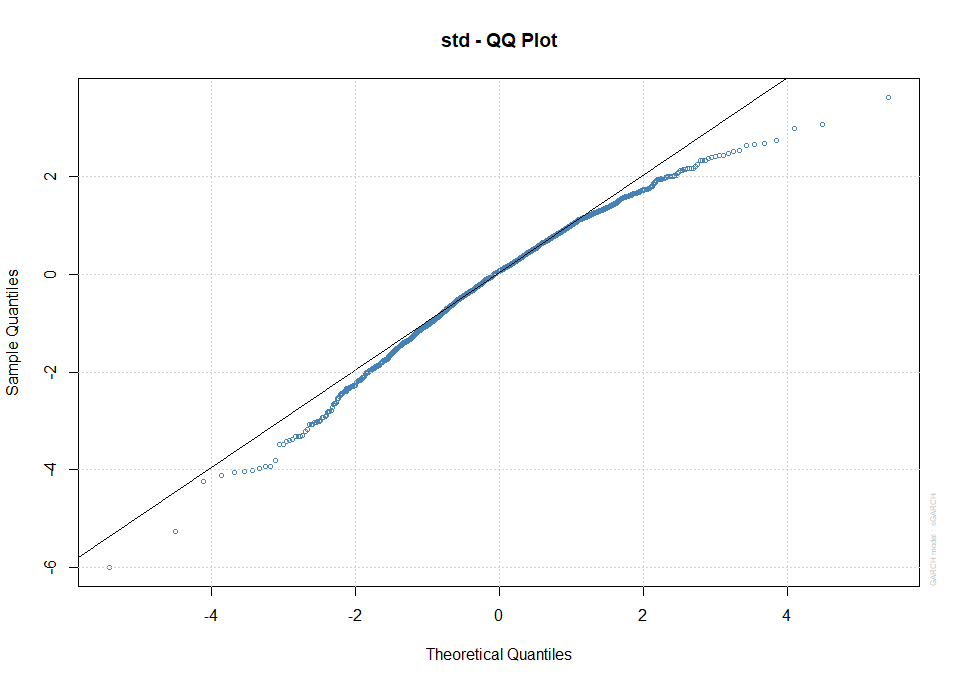 std - QQ Plot
Sample Quantiles
2
0
-2
-4
-6
-4
-2
0
2
4
Theoretical Quantiles
GARCH model : sGARCH